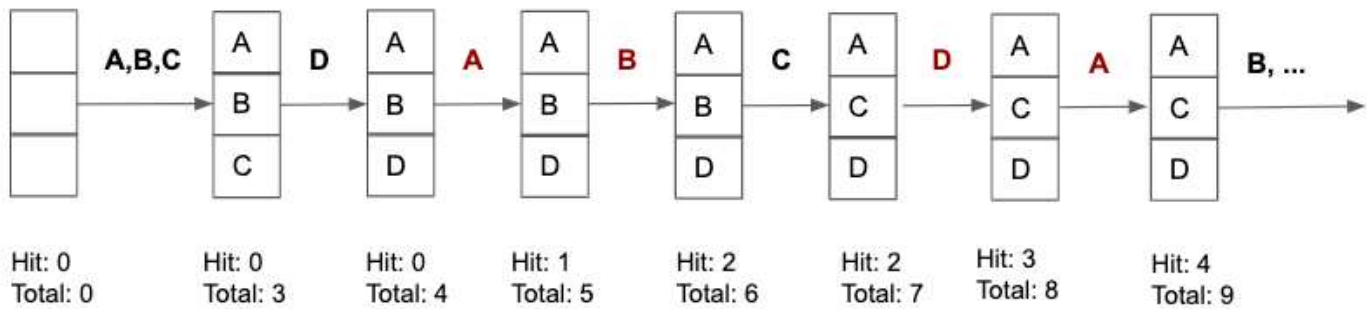 A,B,C
D
A
B
C
D
A
B, ...
A
A
A
A
A
A
A
B
B
B
B
C
C
C
C
D
D
D
D
D
D
Hit: 0
Total: 0
Hit: 0
Total: 3
Hit: 0
Total: 4
Hit: 1
Total: 5
Hit: 2
Total: 6
Hit: 2
Total: 7
Hit: 3
Total: 8
Hit: 4
Total: 9